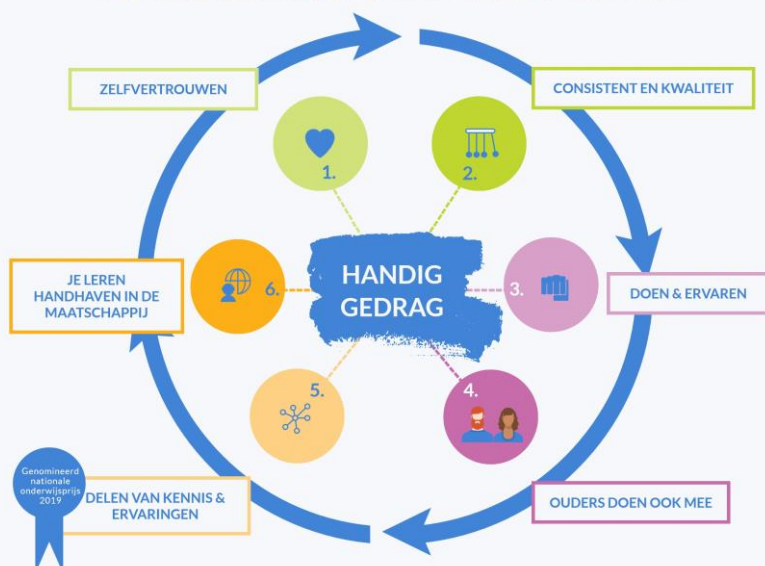 ZELFVERTROUWEN
CONSISTENT EN KWALITEIT
1.
2.
HANDIG
GEDRAG
JE LEREN
HANDHAVEN IN DE
MAATSCHAPPIJ
6.
3.
DOEN & ERVAREN
5.
4.
Genomineerd
nationale
onderwijsprijs
2019
DELEN VAN KENNIS &
ERVARINGEN
OUDERS DOEN OOK MEE